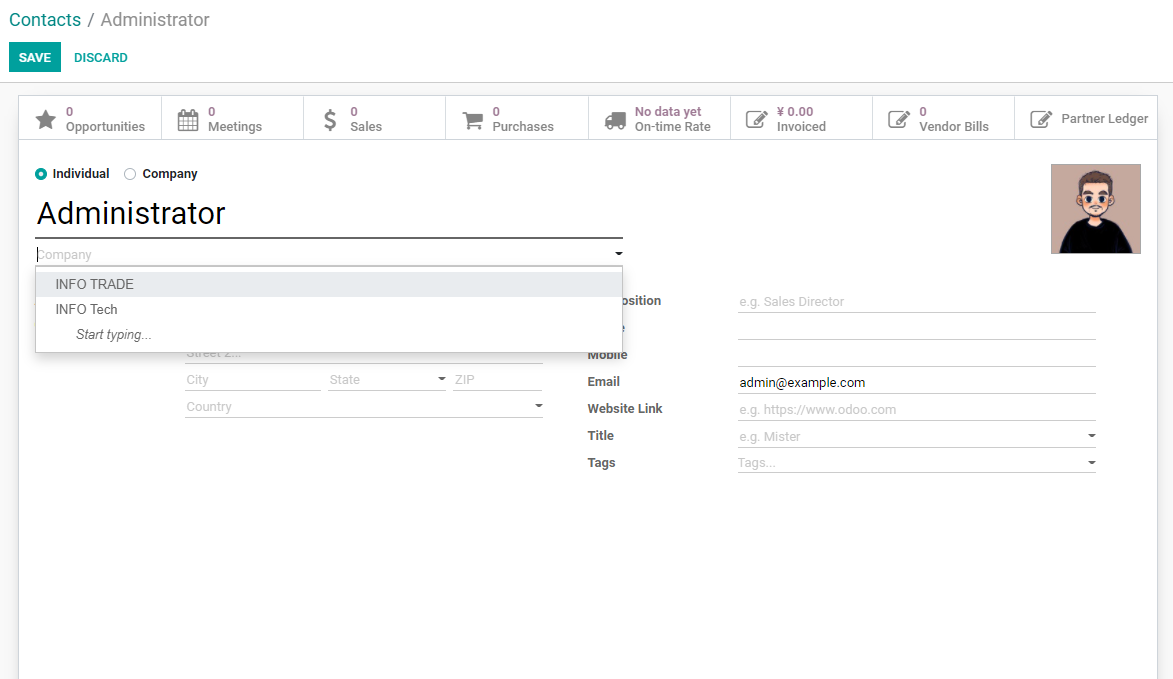 Contacts / Administrator
SAVE DISCARD
0 Opportunities
0 Meetings
0 Sales
0 Purchases
No data yet On-time Rate
¥ 0.00 Invoiced
0 Vendor Bills
Partner Ledger
Individual Company
Administrator
Company
INFO TRADE
INFO Tech
Start typing...
osition e.g. Sales Director
e
Mobile
Street 2...
City State ZIP
Email admin@example.com
Country
Website Link e.g. https://www.odoo.com
Title e.g. Mister
Tags Tags...